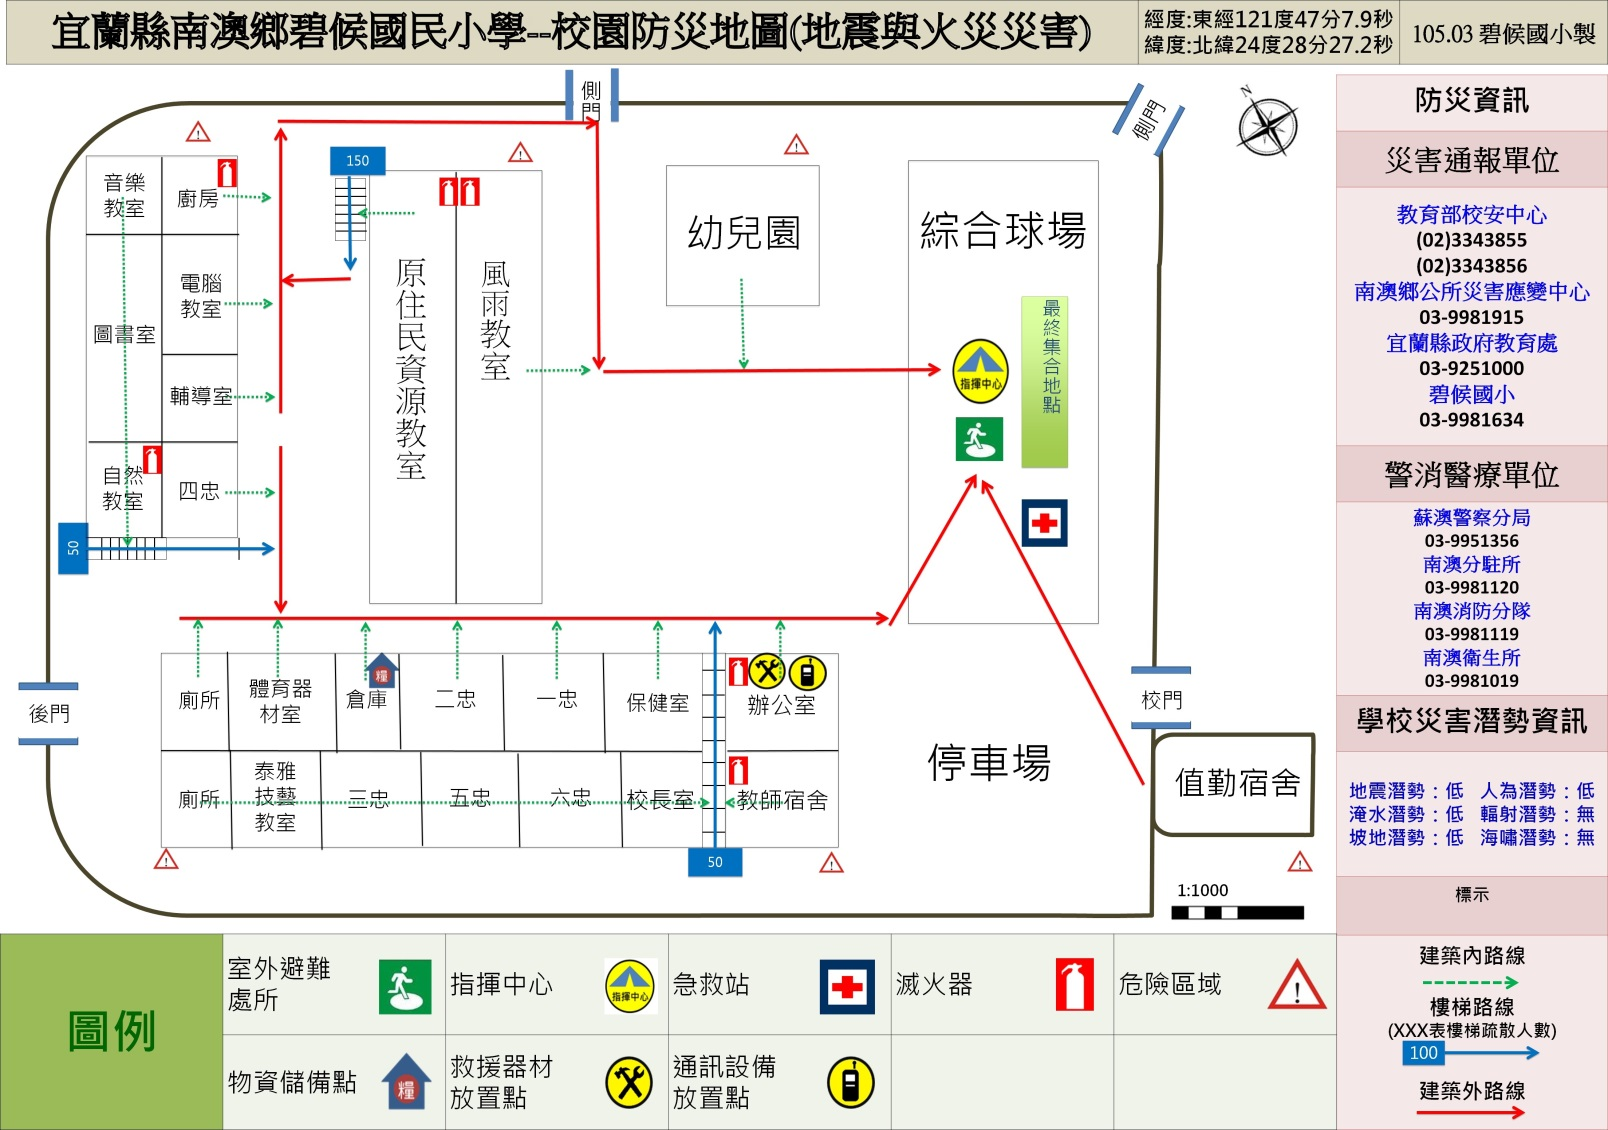 宜蘭縣南澳鄉碧候國民小學--校園防災地圖(地震與火災災害)
經度:東經121度47分7.9秒
緯度:北緯24度28分27.2秒
105.03 碧候國小製
側門
側門
N
音樂
教室
廚房
圖書室
電腦
教室
輔導室
自然
教室
四忠
50
150
原住民資源教室
風雨教室
幼兒園
綜合球場
指揮中心
最終集合地點
後門
廁所
體育器
材室
倉庫
糧
二忠
一忠
保健室
辦公室
廁所
泰雅
技藝
教室
三忠
五忠
六忠
校長室
教師宿舍
50
停車場
校門
值勤宿舍
1:1000
防災資訊
災害通報單位
教育部校安中心
(02)3343855
(02)3343856
南澳鄉公所災害應變中心
03-9981915
宜蘭縣政府教育處
03-9251000
碧候國小
03-9981634
警消醫療單位
蘇澳警察分局
03-9951356
南澳分駐所
03-9981120
南澳消防分隊
03-9981119
南澳衛生所
03-9981019
學校災害潛勢資訊
地震潛勢：低 人為潛勢：低
淹水潛勢：低 輻射潛勢：無
坡地潛勢：低 海嘯潛勢：無
標示
建築內路線
樓梯路線
(XXX表樓梯疏散人數)
100
建築外路線
圖例
室外避難
處所
指揮中心
指揮中心
急救站
滅火器
危險區域
物資儲備點
糧
救援器材
放置點
通訊設備
放置點